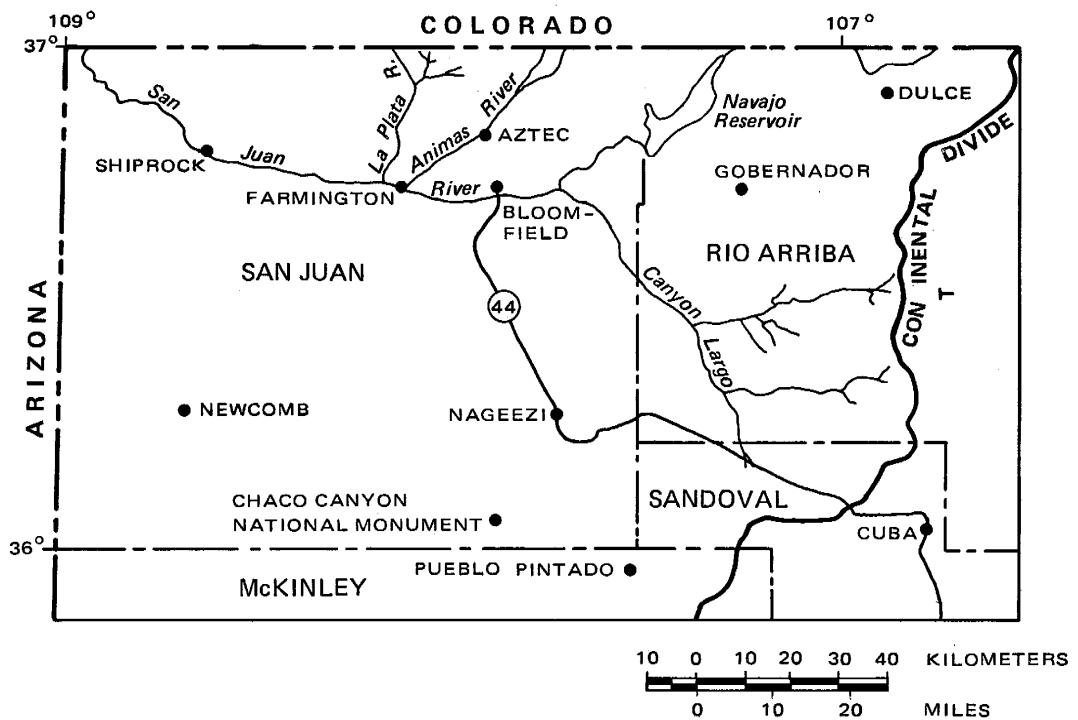 109°
COLORADO
107°
37°
San
La Plata R.
Animas River
Navajo
Reservoir
DULCE
AZTEC
DIVIDE
SHIPROCK
Juan
GOBERNADOR
FARMINGTON
River
BLOOM-
FIELD
CON INENTAL
T
RIO ARRIBA
SAN JUAN
Canyon
44
ARIZONA
Largo
NEWCOMB
NAGEEZI
CHACO CANYON
NATIONAL MONUMENT
SANDOVAL
CUBA
36°
PUEBLO PINTADO
McKINLEY
10 0 10 20 30 40 KILOMETERS
0 10 20 MILES